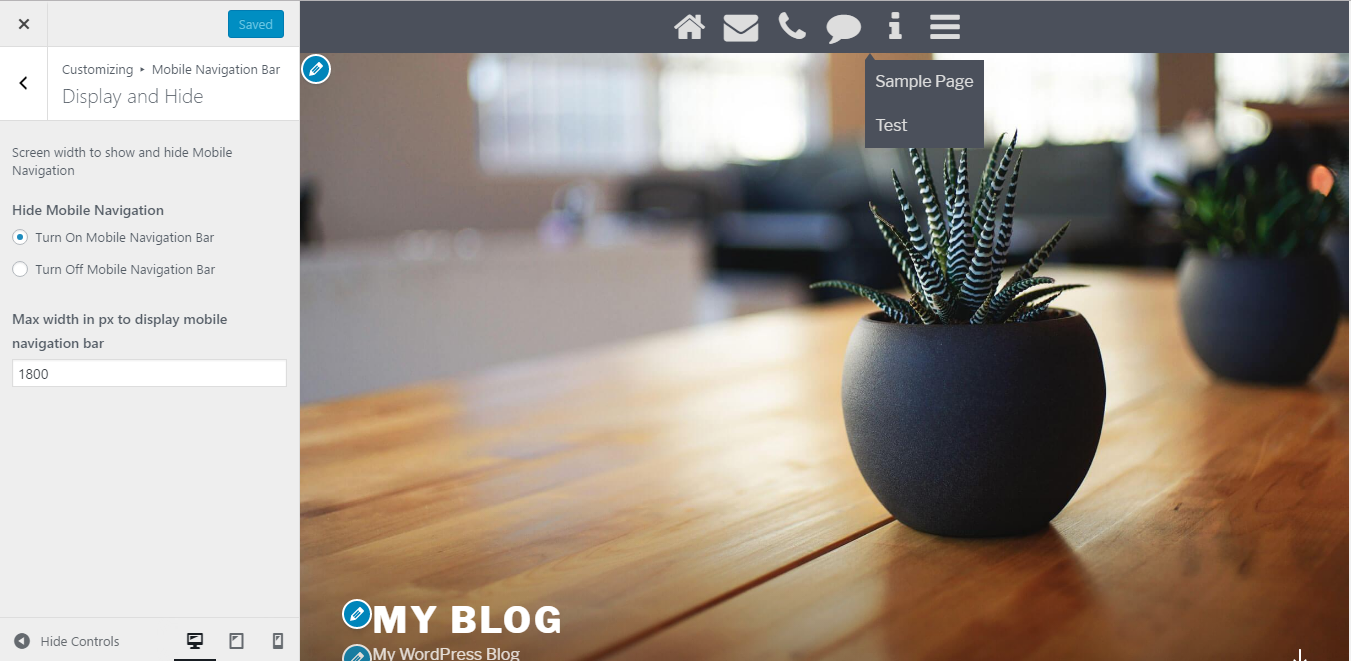 Saved
Customizing ▸ Mobile Navigation Bar
Display and Hide
Screen width to show and hide Mobile
Navigation
Hide Mobile Navigation
Turn On Mobile Navigation Bar
Turn Off Mobile Navigation Bar
Max width in px to display mobile
navigation bar
1800
Hide Controls
Sample Page
Test
MY BLOG
My WordPress Blog